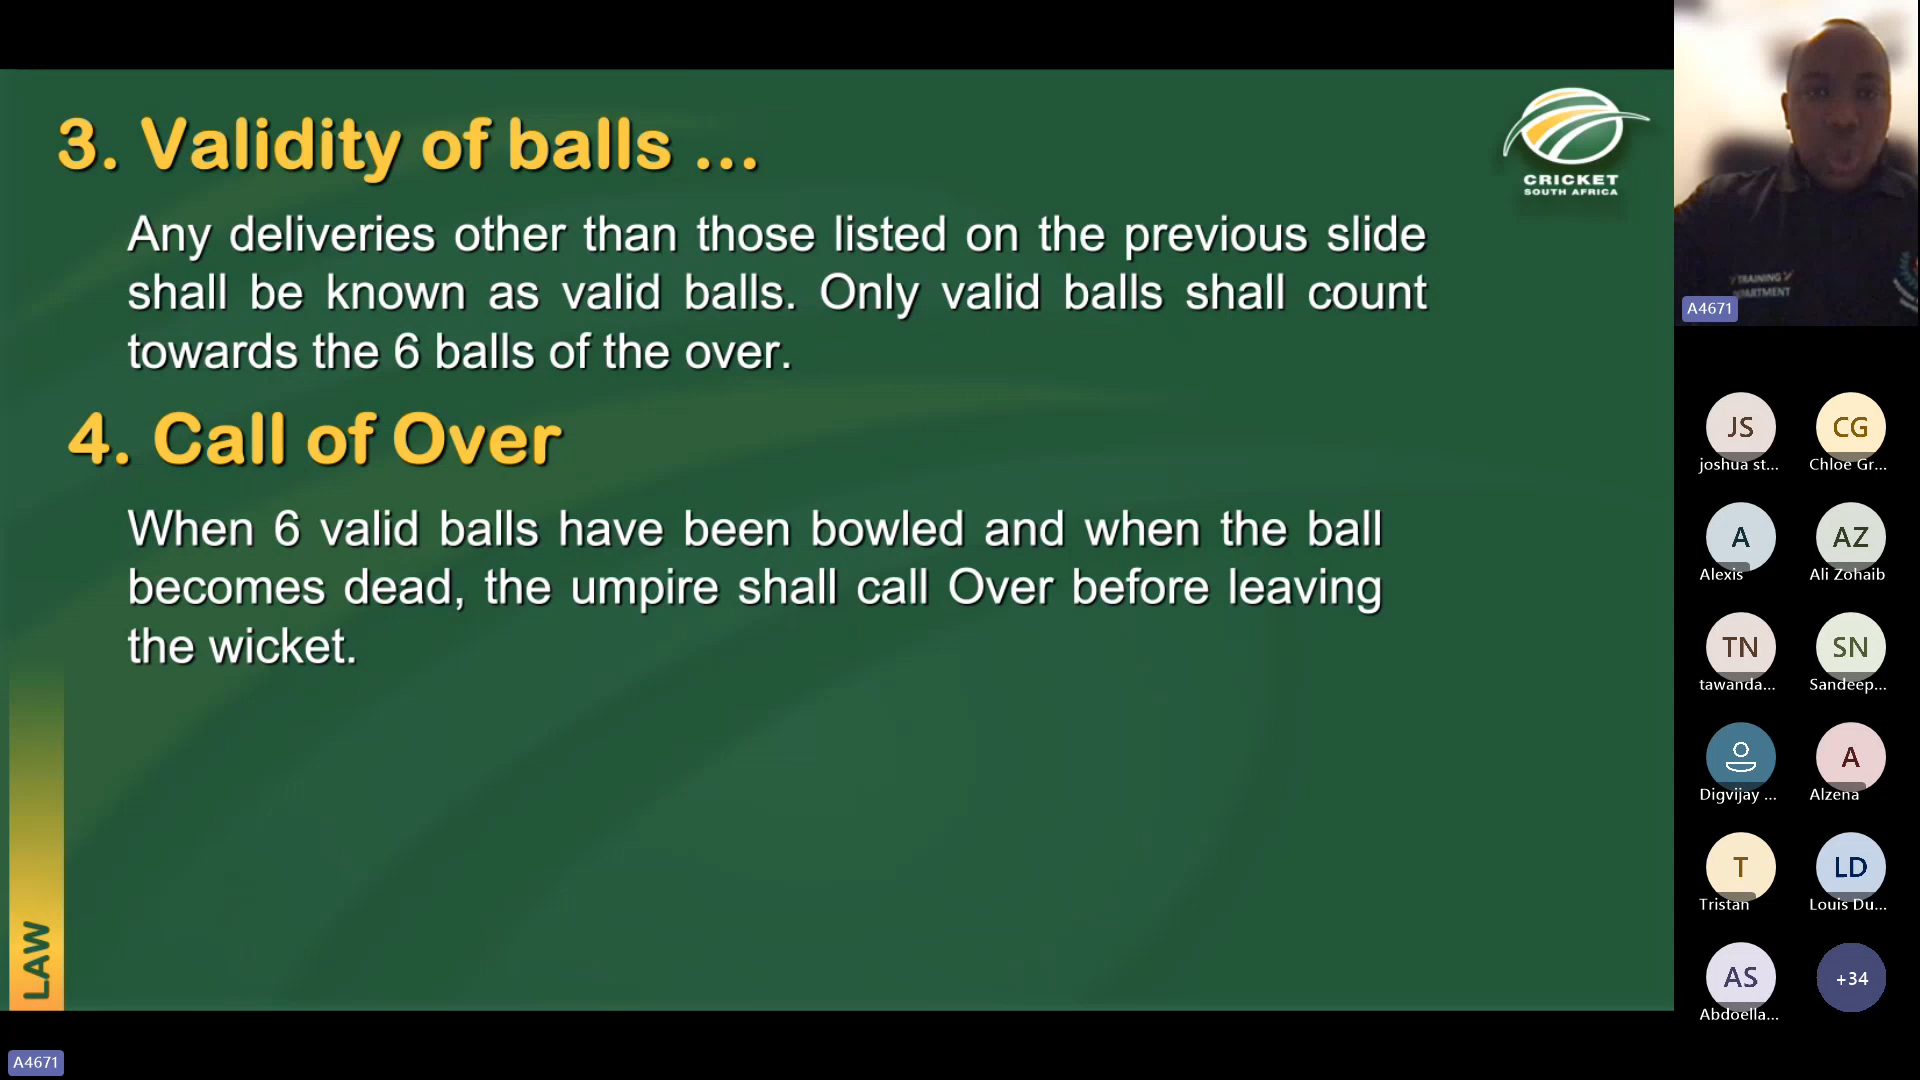 3. Validity of balls ...
Any deliveries other than those listed on the previous slide
shall be known as valid balls. Only valid balls shall count
towards the 6 balls of the over.
4. Call of Over
When 6 valid balls have been bowled and when the ball
becomes dead, the umpire shall call Over before leaving
the wicket.
LAW
CRICKET
SOUTH AFRICA
A4671
TRAINING
A4671
JS
joshua st...
CG
Chloe Gr...
A
Alexis
AZ
Ali Zohaib
TN
tawanda...
SN
Sandeep...
Digvijay ...
A
Alzena
T
Tristan
LD
Louis Du...
AS
Abdoella...
+34